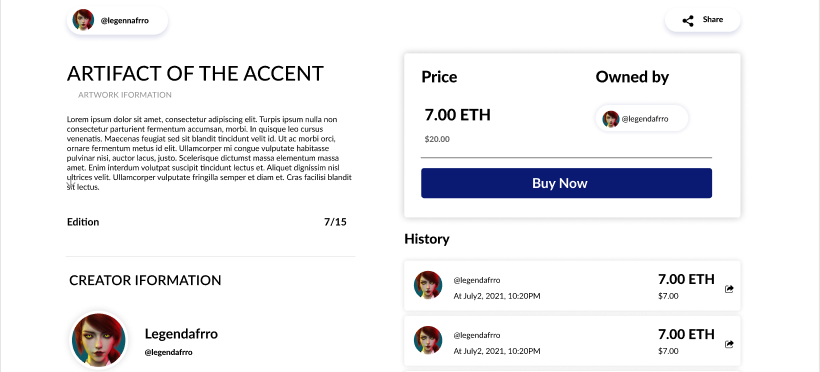 @legennafrro
Share
ARTIFACT OF THE ACCENT
ARTWORK IFORMATION
Lorem ipsum dolor sit amet, consectetur adipiscing elit. Turpis ipsum nulla non
consectetur parturient fermentum accumsan, morbi. In quisque leo cursus
venenatis. Maecenas feugiat sed sit blandit tincidunt velit id. Ut ac morbi orci,
ornare fermentum metus id elit. Ullamcorper mi congue vulputate habitasse
pulvinar nisi, auctor lacus, justo. Scelerisque dictumst massa elementum massa
amet. Enim interdum volutpat suscipit tincidunt et. Aliquet dignissim nisl
ultrices velit. Ullamcorper vulputate fringilla semper et diam et. Cras facilisi blandit
sit lectus.
Edition 7/15
CREATOR IFORMATION
Legendafrro
@legendafrro
Price
Owned by
7.00 ETH
@legendafrro
$20.00
Buy Now
History
@legendafrro 7.00 ETH
At July2, 2021, 10:20PM $7.00
@legendafrro 7.00 ETH
At July2, 2021, 10:20PM $7.00